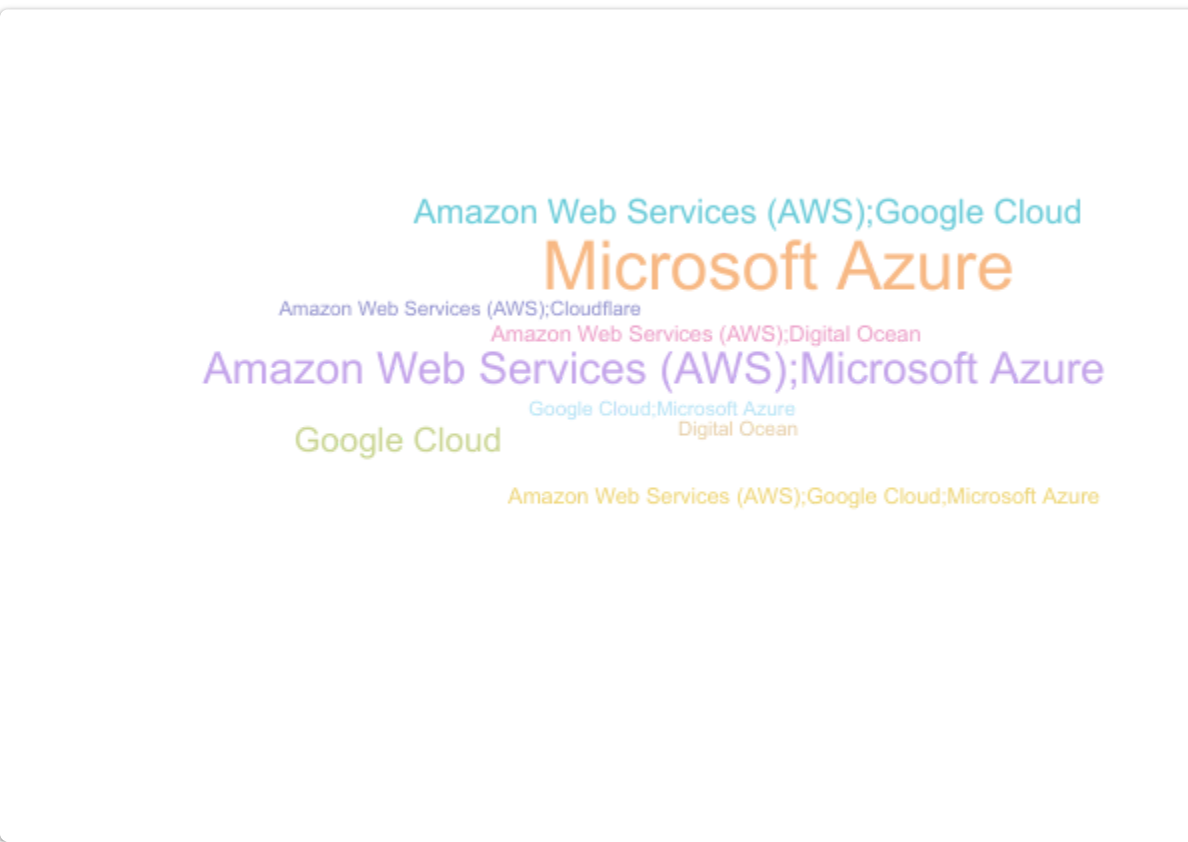 Amazon Web Services (AWS);Google Cloud
Microsoft Azure
Amazon Web Services (AWS);Cloudflare
Amazon Web Services (AWS);Digital Ocean
Amazon Web Services (AWS);Microsoft Azure
Google Cloud;Microsoft Azure
Digital Ocean
Google Cloud
Amazon Web Services (AWS);Google Cloud;Microsoft Azure